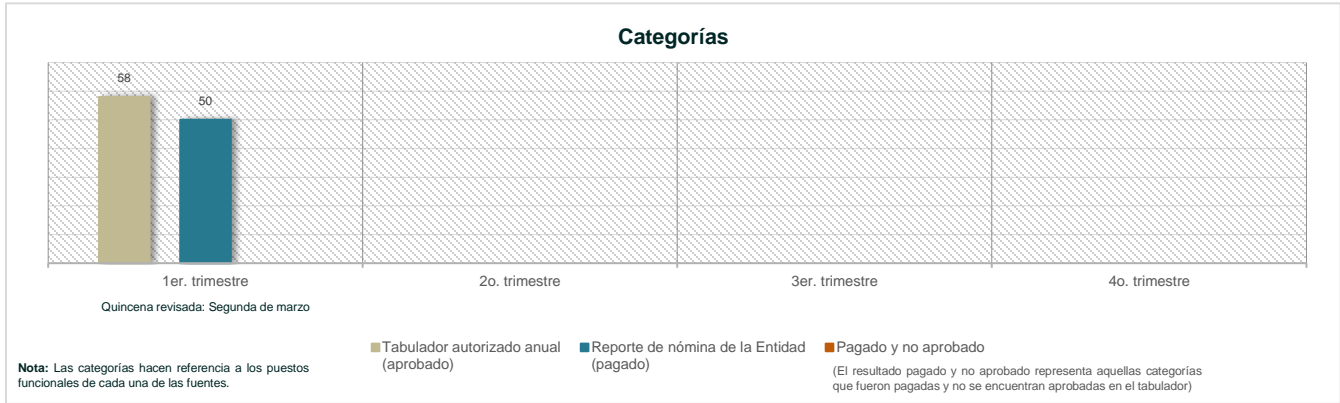 Categorías
58
50
1er. trimestre
2o. trimestre
3er. trimestre
4o. trimestre
Quincena revisada: Segunda de marzo
Tabulador autorizado anual
(aprobado)
Reporte de nómina de la Entidad
(pagado)
Pagado y no aprobado
(El resultado pagado y no aprobado representa aquellas categorías
que fueron pagadas y no se encuentran aprobadas en el tabulador)
Nota: Las categorías hacen referencia a los puestos
funcionales de cada una de las fuentes.